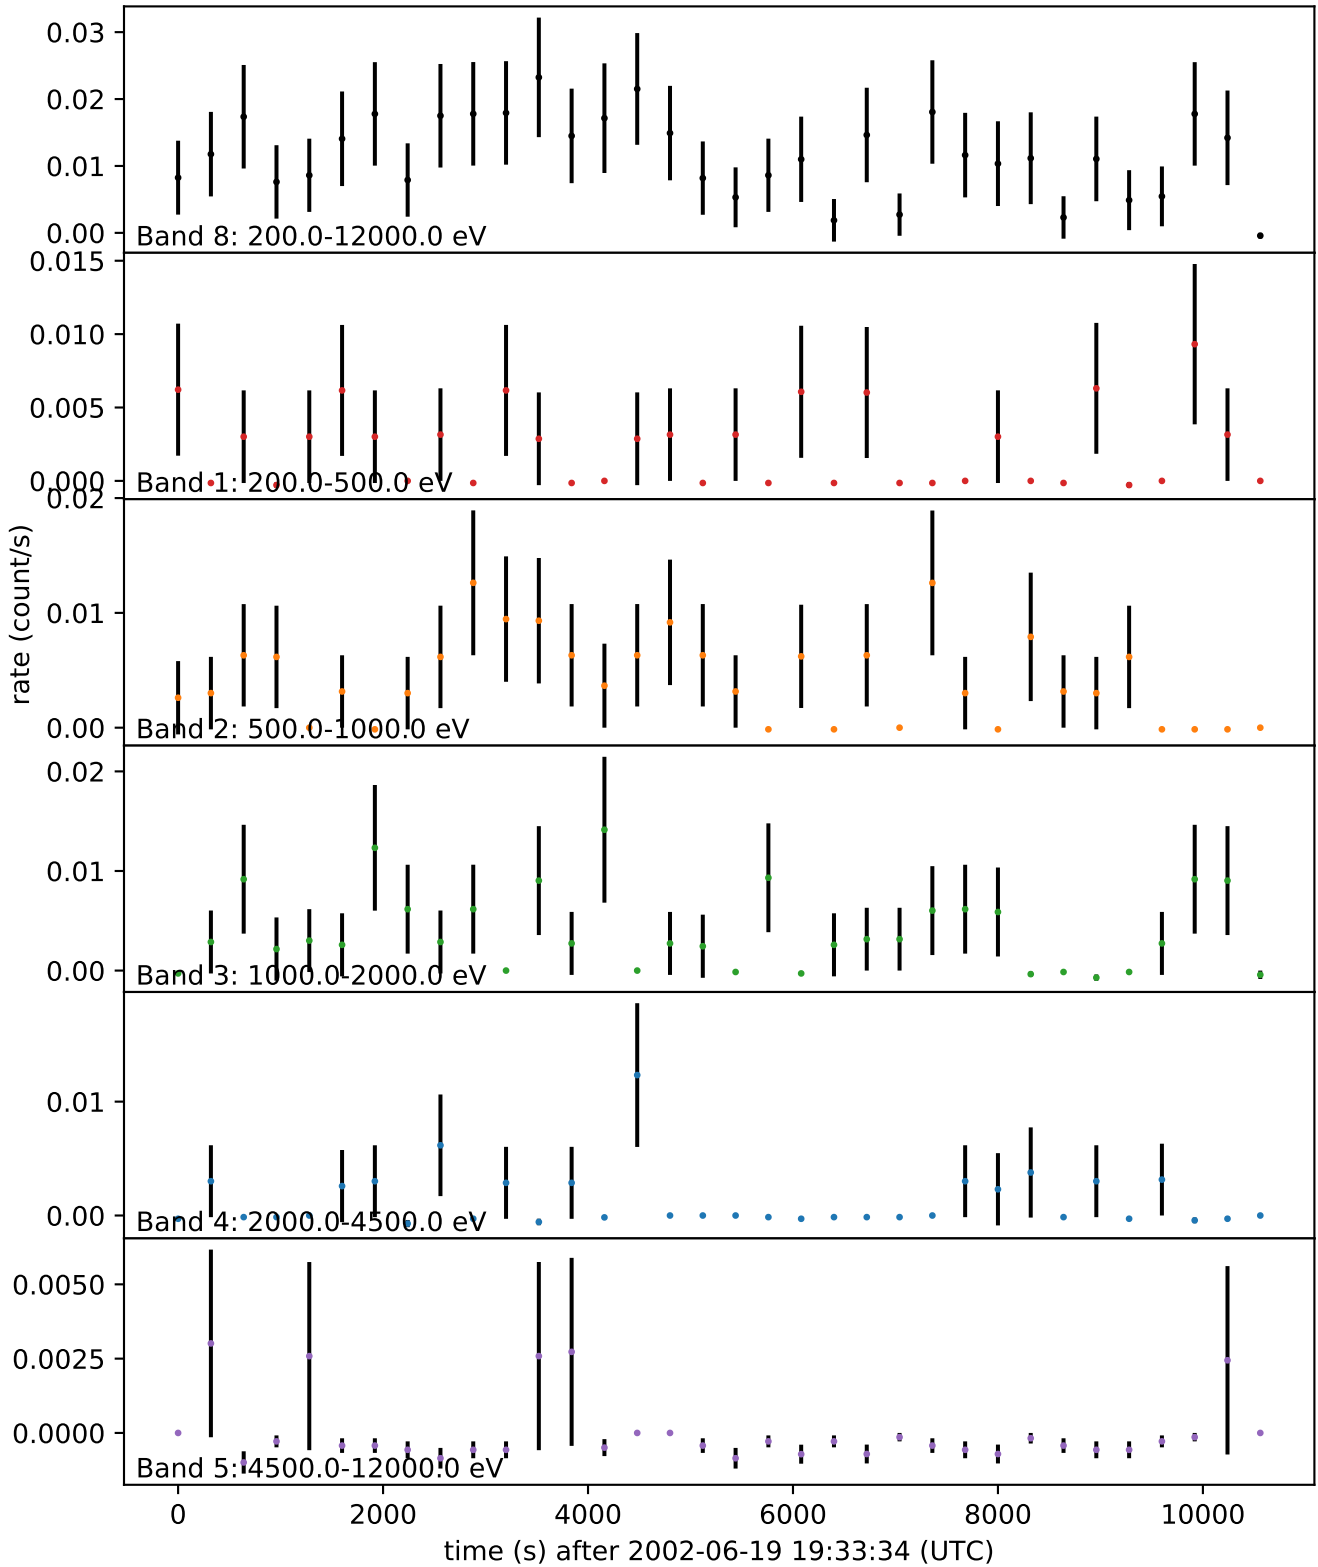 0.03
0.02
0.01
0.00
Band 8: 200.0-12000.0 eV
0.015
0.010
0.005
0.000
Band 1: 200.0-500.0 eV
0.02
0.01
0.00
Band 2: 500.0-1000.0 eV
rate (count/s)
0.02
0.01
0.00
Band 3: 1000.0-2000.0 eV
0.01
0.00
Band 4: 2000.0-4500.0 eV
0.0050
0.0025
0.0000
Band 5: 4500.0-12000.0 eV
0 2000 4000 6000 8000 10000
time (s) after 2002-06-19 19:33:34 (UTC)